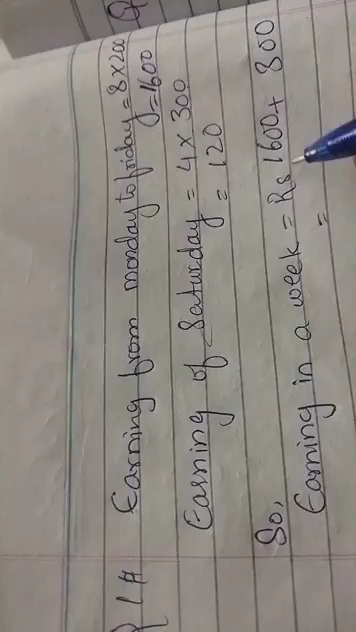 Q 1 # Earning from monday to friday = 8 x 200
= 1600
Earning of Saturday = 4 x 300
= 120
So,
Earning in a week = Rs 1600 + 300
=